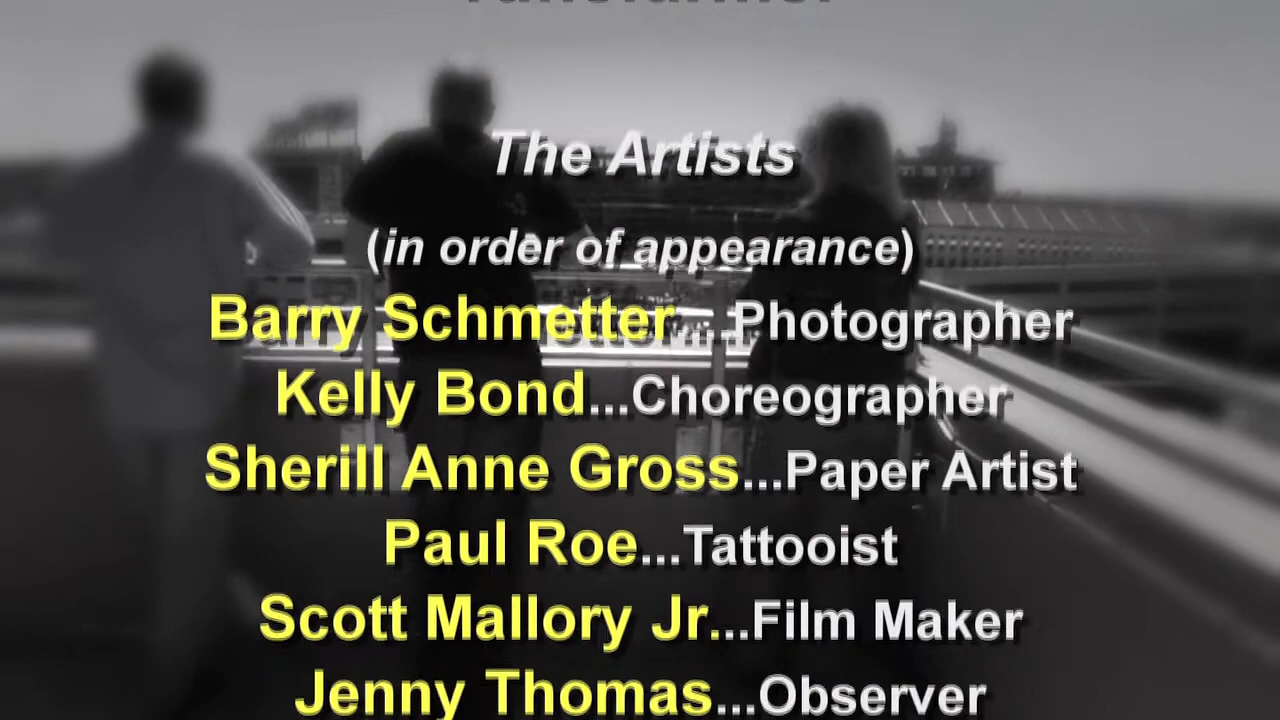 The Artists
(in order of appearance)
Barry Schmetter....Photographer
Kelly Bond...Choreographer
Sherill Anne Gross...Paper Artist
Paul Roe...Tattooist
Scott Mallory Jr...Film Maker
Jenny Thomas...Observer